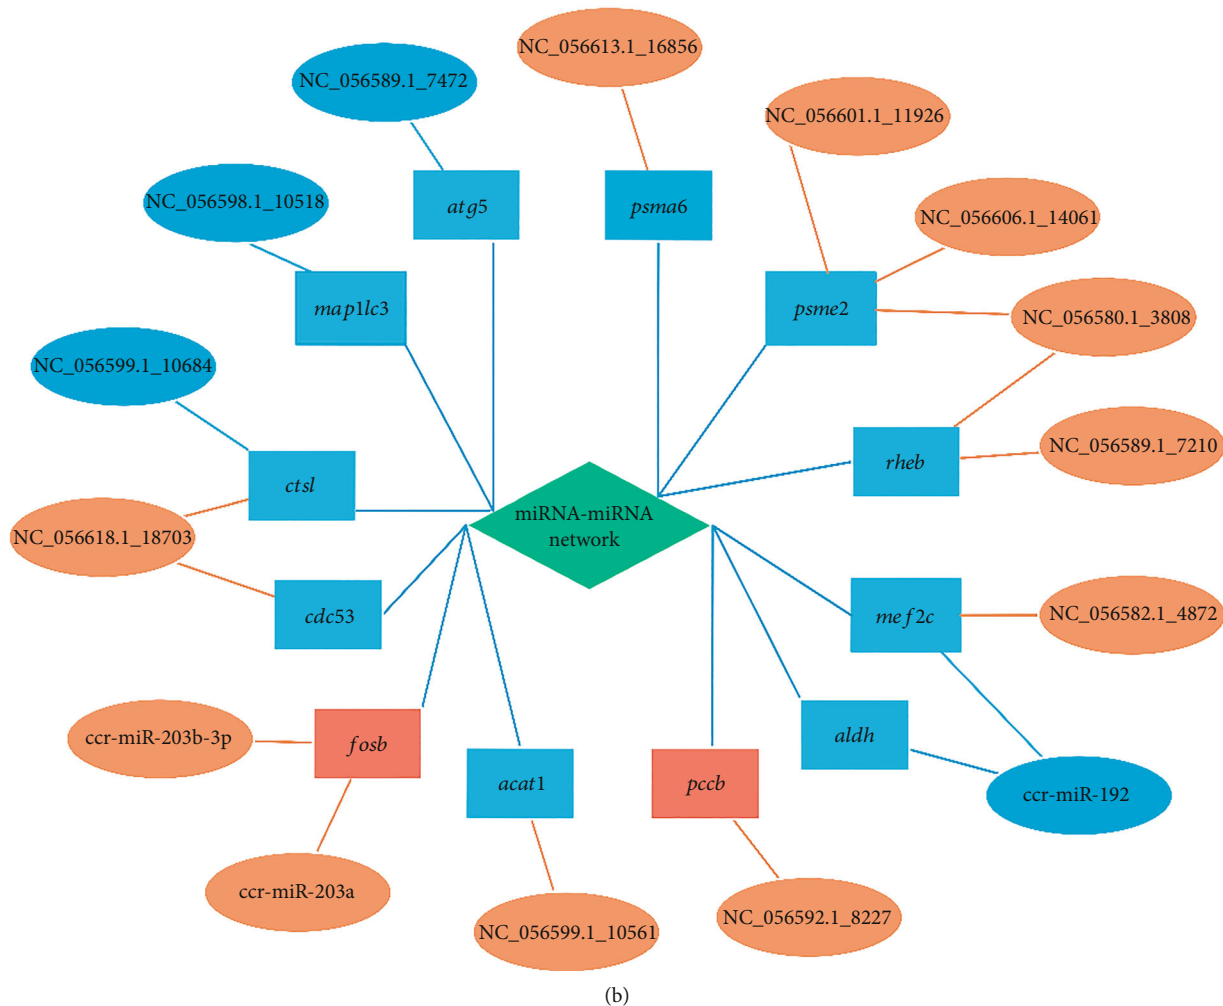 NC_056613.1_16856
NC_056589.1_7472
NC_056601.1_11926
NC_056598.1_10518
atg5
psma6
NC_056606.1_14061
map1lc3
psme2
NC_056580.1_3808
NC_056599.1_10684
NC_056589.1_7210
rheb
ctsl
miRNA-miRNA
network
NC_056618.1_18703
cdc53
mef2c
NC_056582.1_4872
ccr-miR-203b-3p
fosb
aldh
acat1
pccb
ccr-miR-192
ccr-miR-203a
NC_056599.1_10561
NC_056592.1_8227
(b)